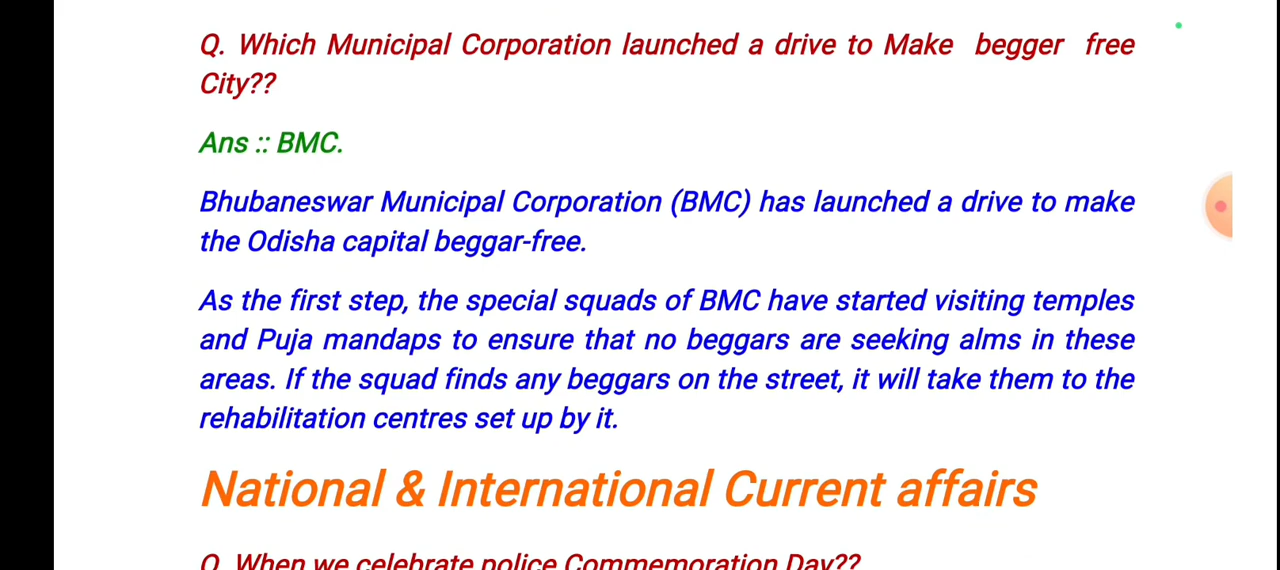 Q. Which Municipal Corporation launched a drive to Make begger free
City??
Ans :: BMC.
Bhubaneswar Municipal Corporation (BMC) has launched a drive to make
the Odisha capital beggar-free.
As the first step, the special squads of BMC have started visiting temples
and Puja mandaps to ensure that no beggars are seeking alms in these
areas. If the squad finds any beggars on the street, it will take them to the
rehabilitation centres set up by it.
National & International Current affairs
Q. When we celebrate police Commemoration Day??